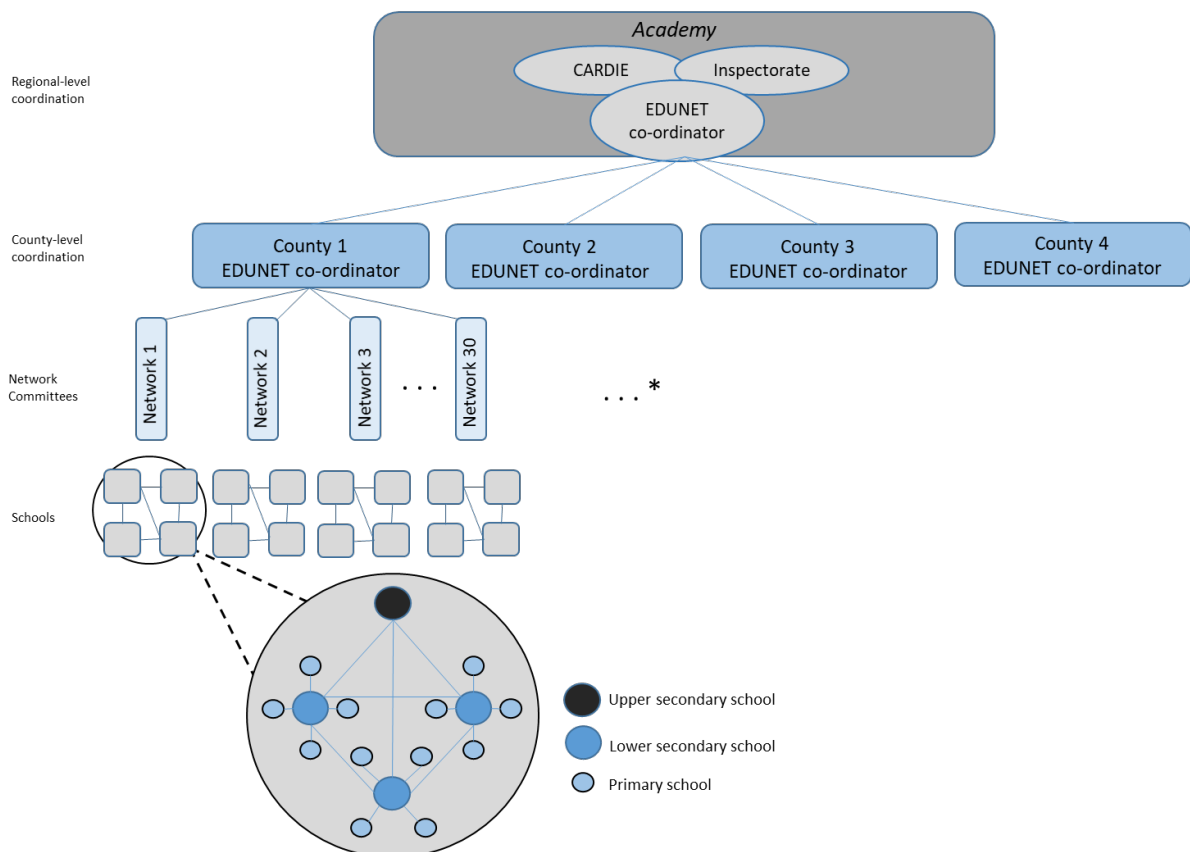 Academy
Regional-level
coordination
CARDIE
Inspectorate
EDUNET
co-ordinator
County-level
coordination
County 1
EDUNET co-ordinator
County 2
EDUNET co-ordinator
County 3
EDUNET co-ordinator
County 4
EDUNET co-ordinator
Network
Committees
Network 1
Network 2
Network 3
. . .
Network 30
. . . *
Schools
Upper secondary school
Lower secondary school
Primary school